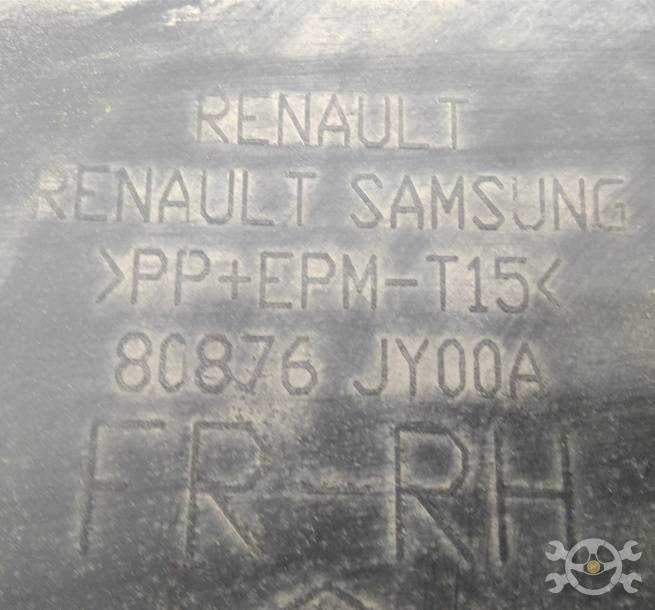 RENAULT
RENAULT SAMSUNG
>PP+EPM-T15<
80876 JY00A
FR-RH